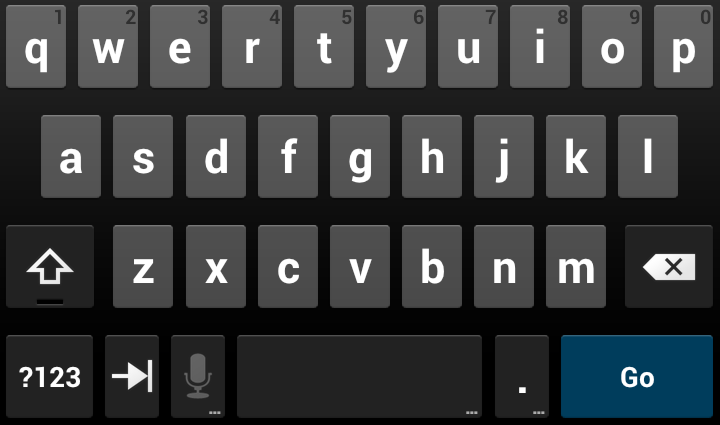 1 2 3 4 5 6 7 8 9 0
q w e r t y u i o p
a s d f g h j k l
z x c v b n m
?123 . Go